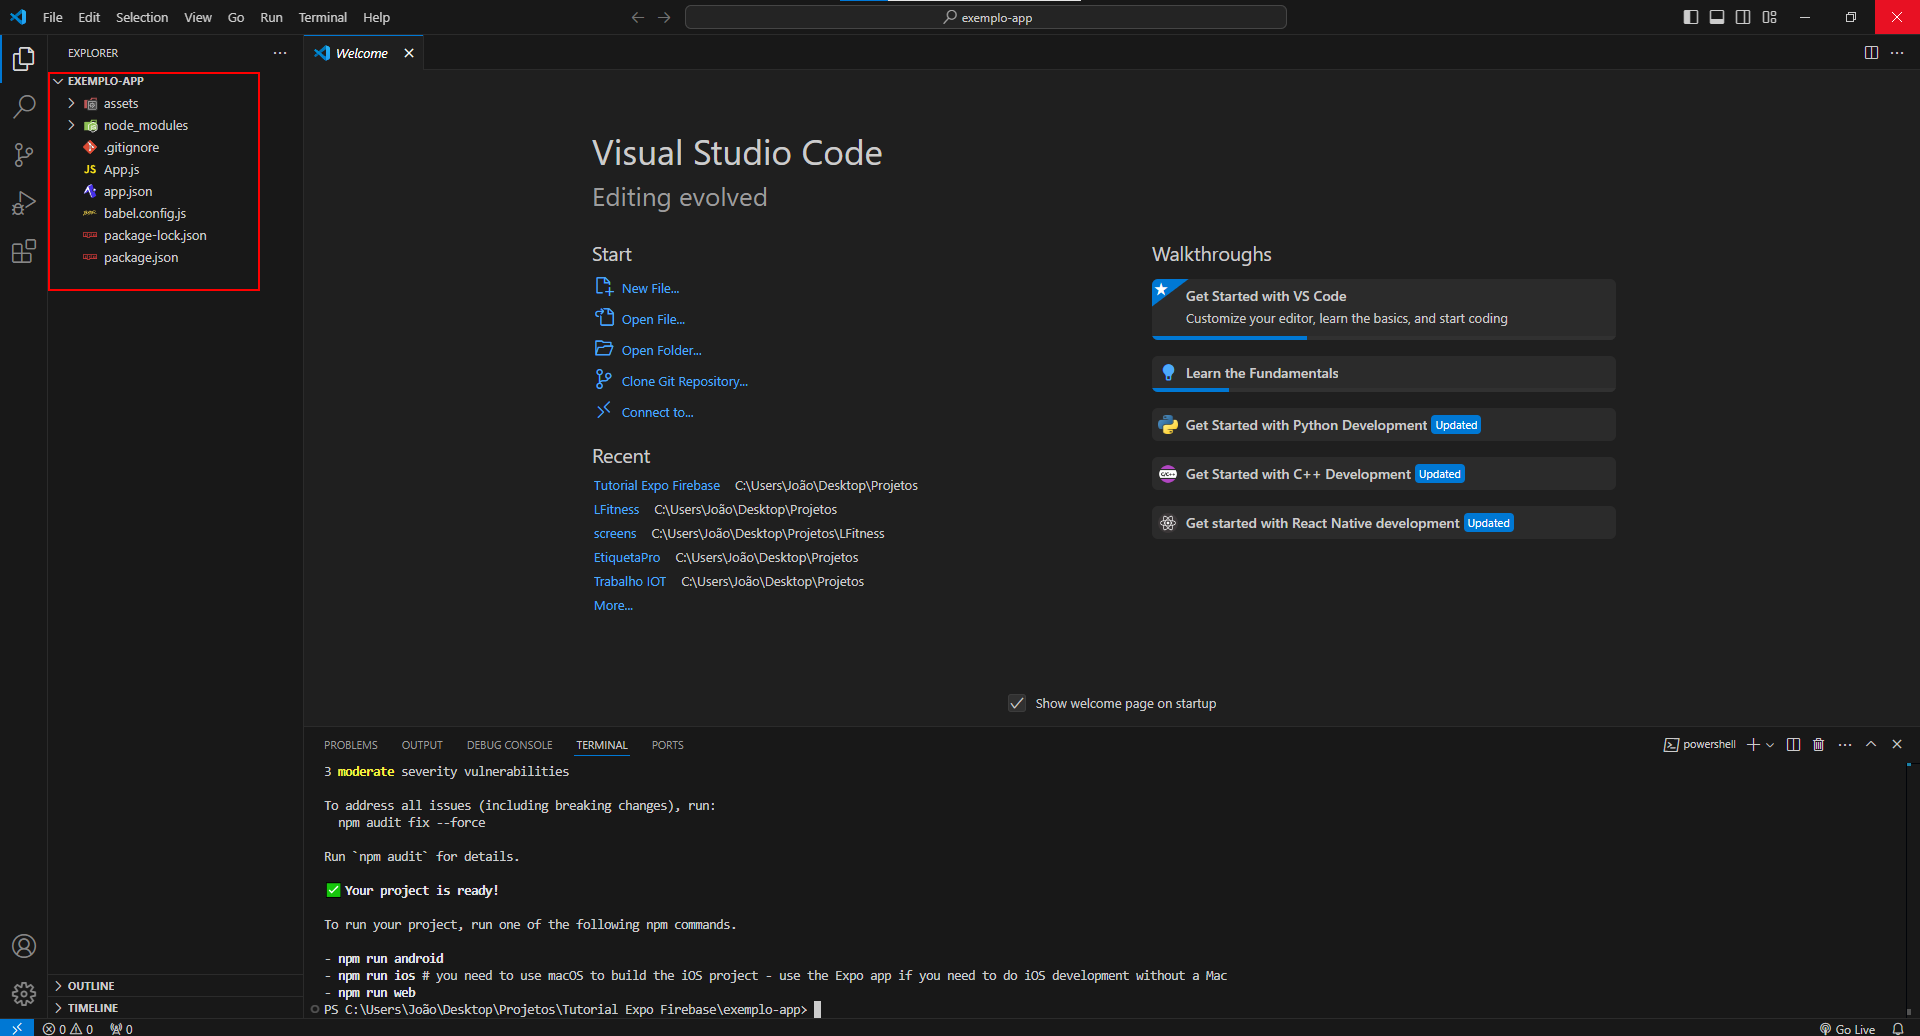 File Edit Selection View Go Run Terminal Help
exemplo-app
EXPLORER
EXEMPLO-APP
assets
node_modules
.gitignore
JS App.js
app.json
babel.config.js
package-lock.json
package.json
OUTLINE
TIMELINE
Welcome
Visual Studio Code
Editing evolved
Start
New File...
Open File...
Open Folder...
Clone Git Repository...
Connect to...
Recent
Tutorial Expo Firebase C:\Users\João\Desktop\Projetos
LFitness C:\Users\João\Desktop\Projetos
screens C:\Users\João\Desktop\Projetos\LFitness
EtiquetaPro C:\Users\João\Desktop\Projetos
Trabalho IOT C:\Users\João\Desktop\Projetos
More...
Walkthroughs
Get Started with VS Code
Customize your editor, learn the basics, and start coding
Learn the Fundamentals
Get Started with Python Development Updated
Get Started with C++ Development Updated
Get started with React Native development Updated
Show welcome page on startup
PROBLEMS OUTPUT DEBUG CONSOLE TERMINAL PORTS
powershell
3 moderate severity vulnerabilities
To address all issues (including breaking changes), run:
npm audit fix --force
Run `npm audit` for details.
✅ Your project is ready!
To run your project, run one of the following npm commands.
- npm run android
- npm run ios # you need to use macOS to build the iOS project - use the Expo app if you need to do iOS development without a Mac
- npm run web
PS C:\Users\João\Desktop\Projetos\Tutorial Expo Firebase\exemplo-app>
0 0 0
Go Live